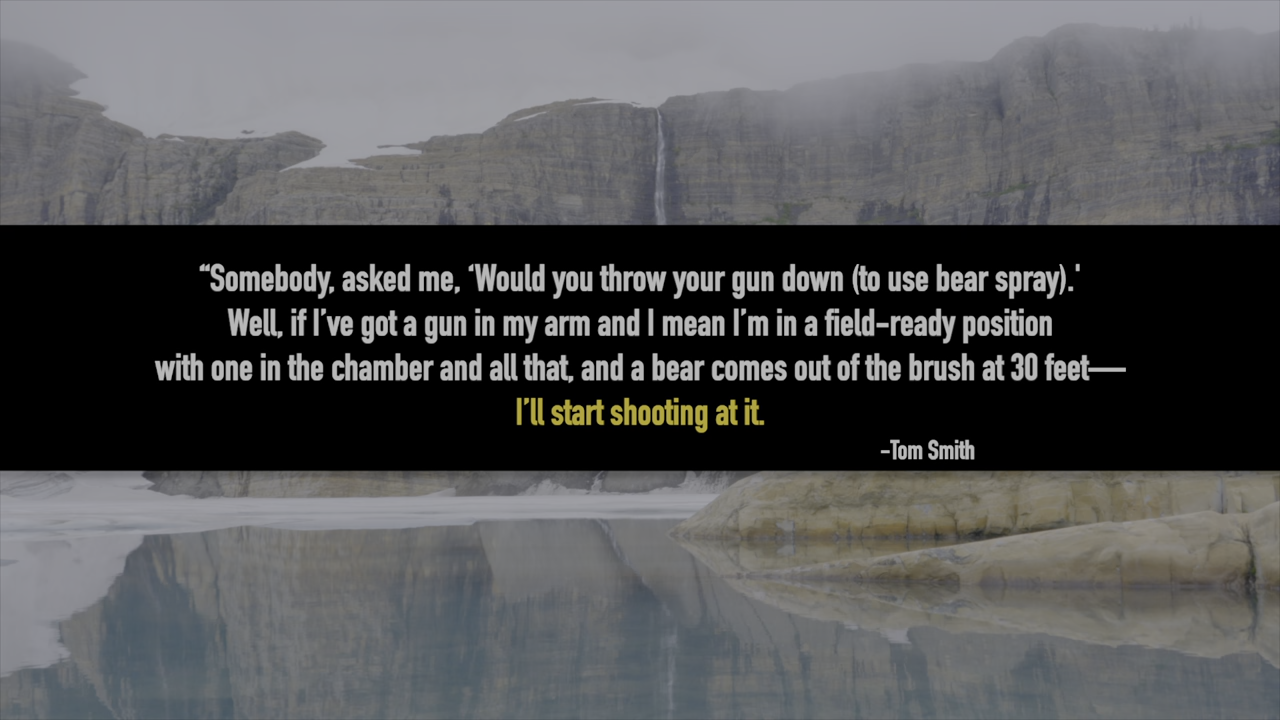 “Somebody, asked me, ‘Would you throw your gun down (to use bear spray).'
Well, if I’ve got a gun in my arm and I mean I’m in a field-ready position
with one in the chamber and all that, and a bear comes out of the brush at 30 feet—
I’ll start shooting at it.
-Tom Smith